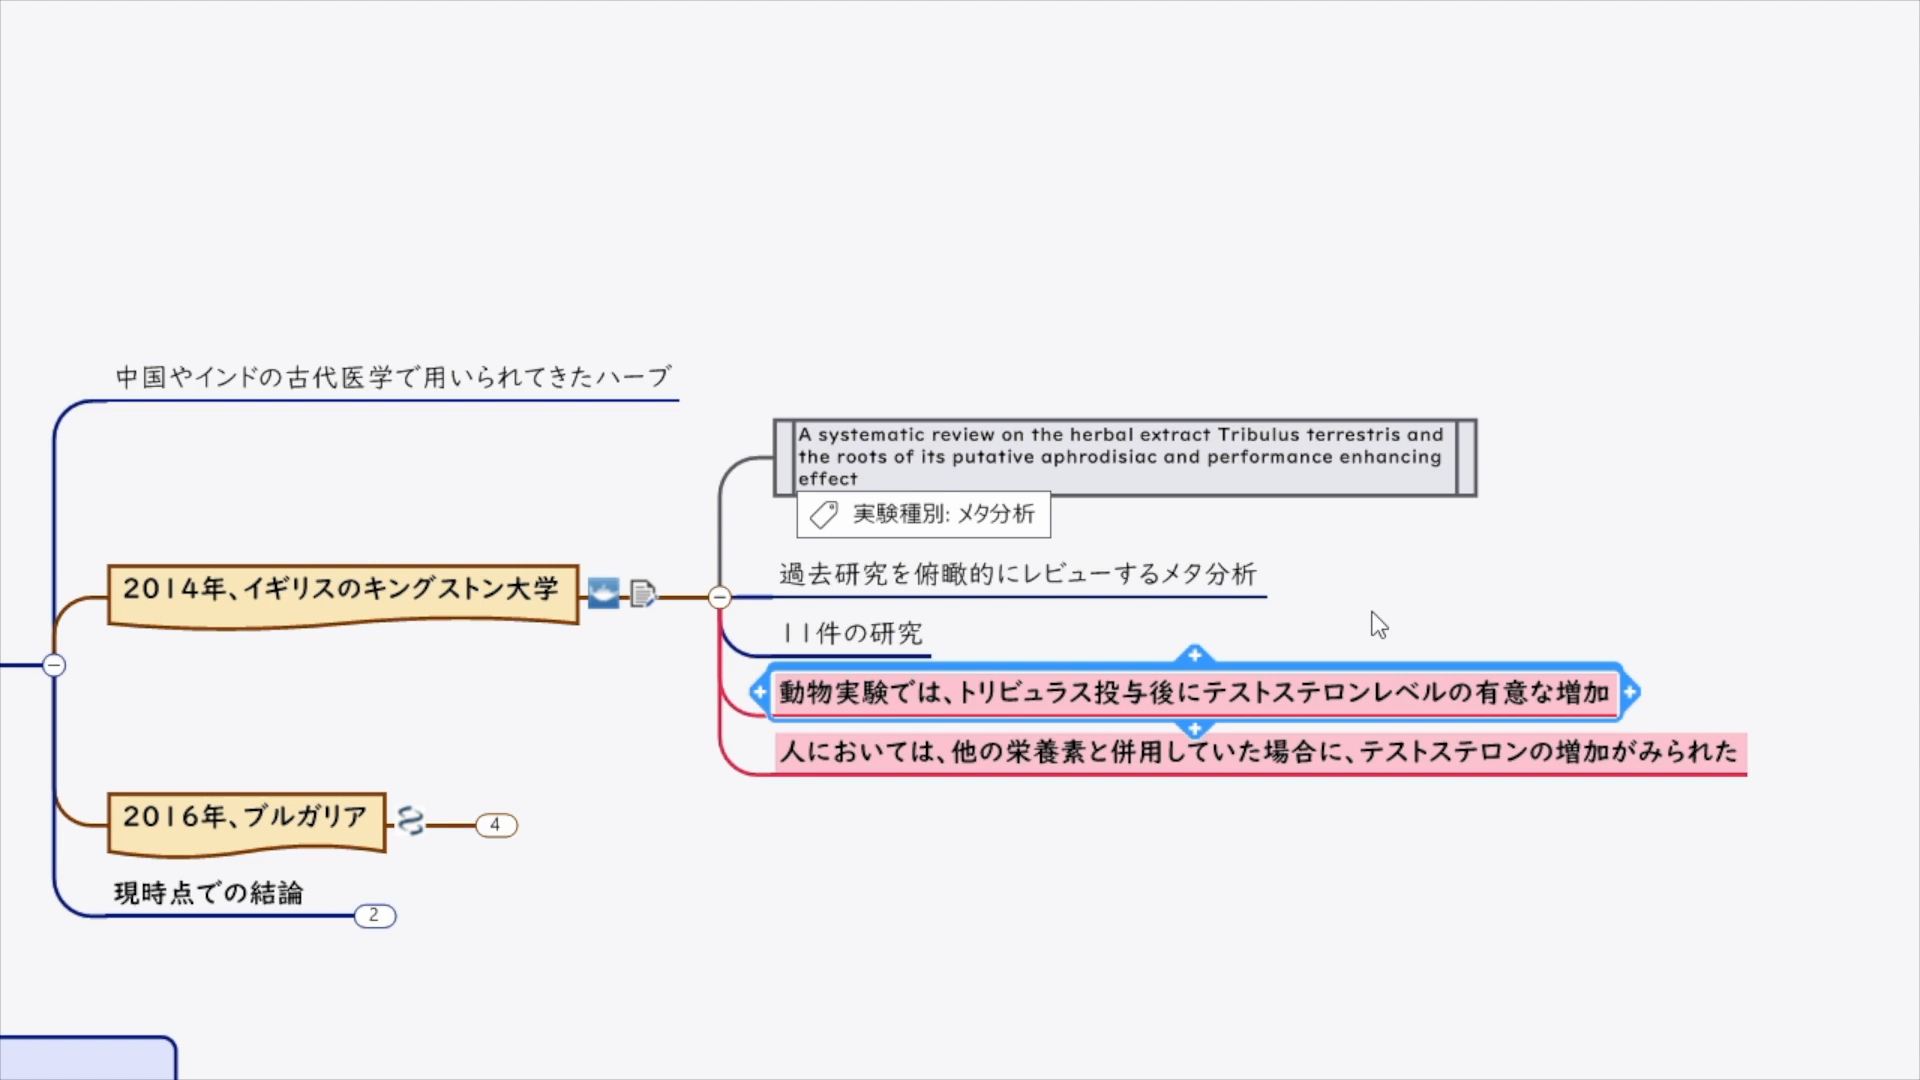 中国やインドの古代医学で用いられてきたハーブ
2014年、イギリスのキングストン大学
A systematic review on the herbal extract Tribulus terrestris and
the roots of its putative aphrodisiac and performance enhancing
effect
実験種別: メタ分析
過去研究を俯瞰的にレビューするメタ分析
11件の研究
動物実験では、トリビュラス投与後にテストステロンレベルの有意な増加
人においては、他の栄養素と併用していた場合に、テストステロンの増加がみられた
2016年、ブルガリア
4
現時点での結論
2